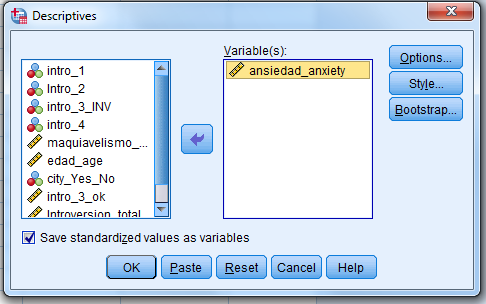 Descriptives
Variable(s):
intro_1
Intro_2
intro_3_INV
intro_4
maquiavelismo_...
edad_age
city_Yes_No
intro_3_ok
Introversion_total
ansiedad_anxiety
Options...
Style...
Bootstrap...
Save standardized values as variables
OK Paste Reset Cancel Help